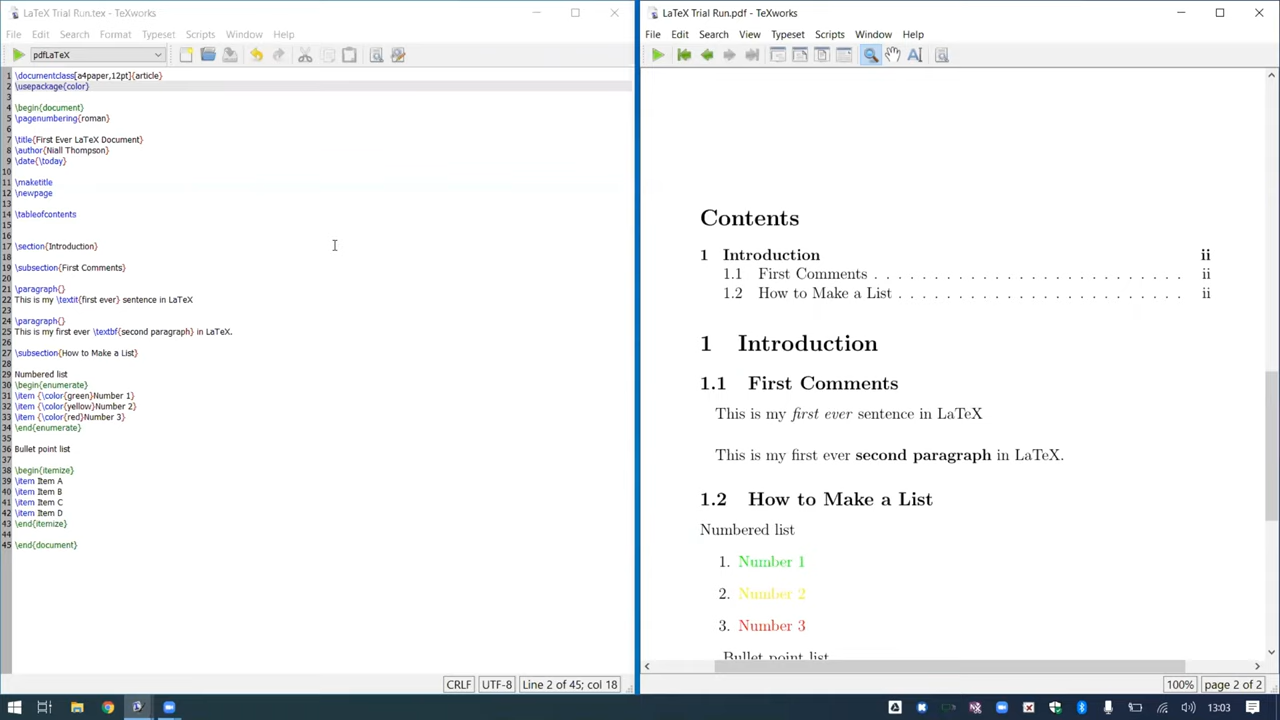 LaTeX Trial Run.tex - TeXworks
File Edit Search Format Typeset Scripts Window Help
pdfLaTeX
1 \documentclass[a4paper,12pt]{article}
2 \usepackage{color}
3
4 \begin{document}
5 \pagenumbering{roman}
6
7 \title{First Ever LaTeX Document}
8 \author{Niall Thompson}
9 \date{\today}
10
11 \maketitle
12 \newpage
13
14 \tableofcontents
15
16
17 \section{Introduction}
18
19 \subsection{First Comments}
20
21 \paragraph{}
22 This is my \textit{first ever} sentence in LaTeX
23
24 \paragraph{}
25 This is my first ever \textbf{second paragraph} in LaTeX.
26
27 \subsection{How to Make a List}
28
29 Numbered list
30 \begin{enumerate}
31 \item {\color{green}Number 1}
32 \item {\color{yellow}Number 2}
33 \item {\color{red}Number 3}
34 \end{enumerate}
35
36 Bullet point list
37
38 \begin{itemize}
39 \item Item A
40 \item Item B
41 \item Item C
42 \item Item D
43 \end{itemize}
44
45 \end{document}
CRLF UTF-8 Line 2 of 45; col 18
LaTeX Trial Run.pdf - TeXworks
File Edit Search View Typeset Scripts Window Help
Contents
1 Introduction ii
1.1 First Comments . . . . . . . . . . . . . . . . . . . . . . . . . . ii
1.2 How to Make a List . . . . . . . . . . . . . . . . . . . . . . . . ii
1 Introduction
1.1 First Comments
This is my first ever sentence in LaTeX
This is my first ever second paragraph in LaTeX.
1.2 How to Make a List
Numbered list
1. Number 1
2. Number 2
3. Number 3
Bullet point list
100% page 2 of 2
13:03